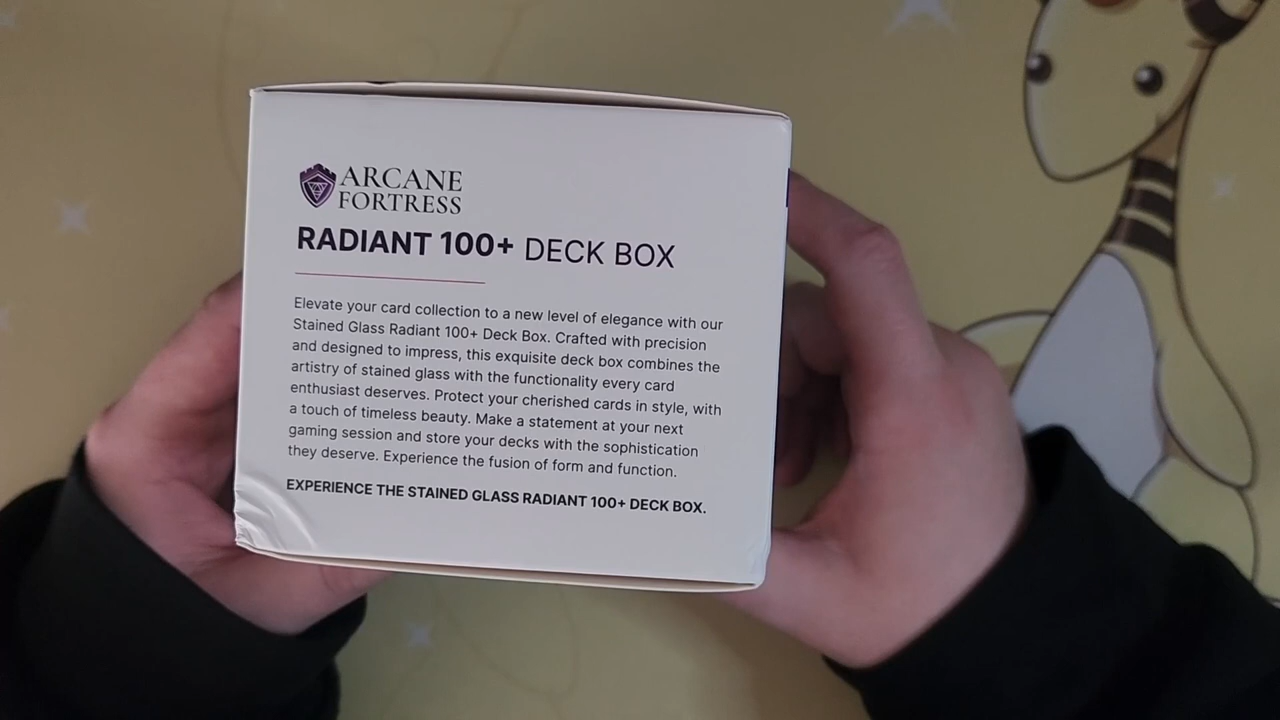 ARCANE
FORTRESS
RADIANT 100+ DECK BOX
Elevate your card collection to a new level of elegance with our
Stained Glass Radiant 100+ Deck Box. Crafted with precision
and designed to impress, this exquisite deck box combines the
artistry of stained glass with the functionality every card
enthusiast deserves. Protect your cherished cards in style, with
a touch of timeless beauty. Make a statement at your next
gaming session and store your decks with the sophistication
they deserve. Experience the fusion of form and function.
EXPERIENCE THE STAINED GLASS RADIANT 100+ DECK BOX.